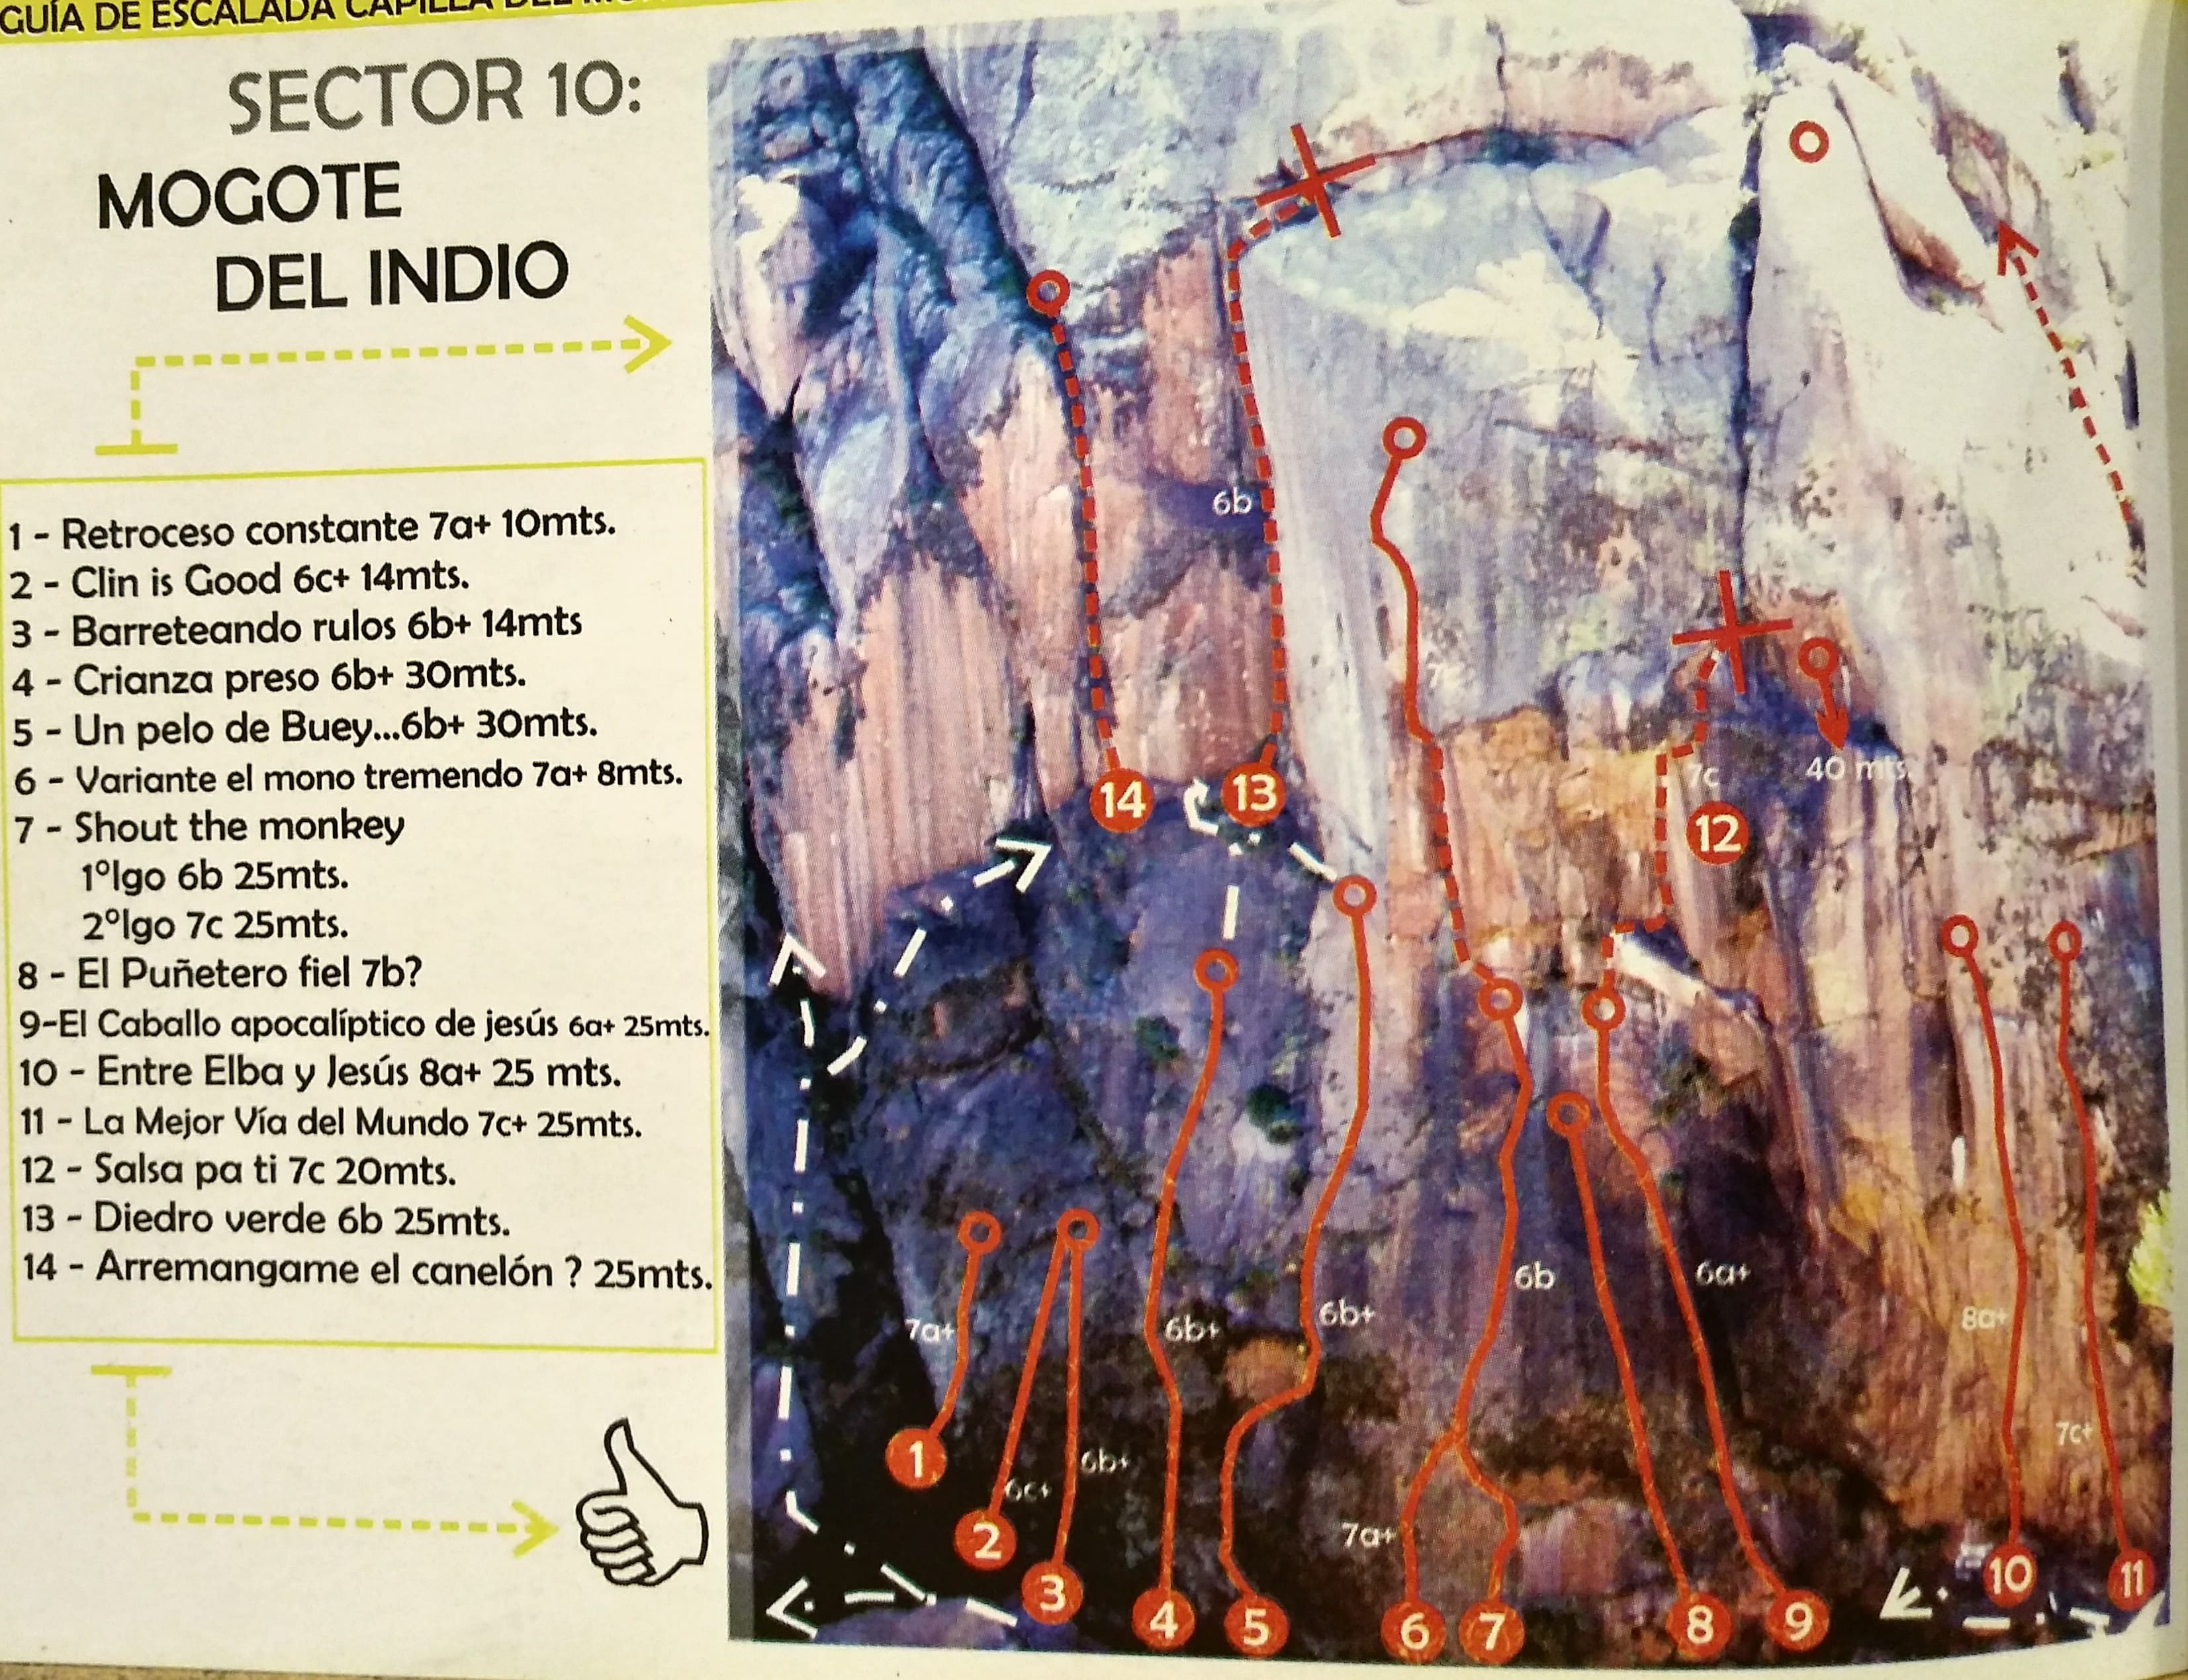 GUÍA DE ESCALADA CAPILLA DEL
SECTOR 10:
MOGOTE
DEL INDIO
1 - Retroceso constante 7a+ 10mts.
2 - Clin is Good 6c+ 14mts.
3 - Barreteando rulos 6b+ 14mts
4 - Crianza preso 6b+ 30mts.
5 - Un pelo de Buey...6b+ 30mts.
6 - Variante el mono tremendo 7a+ 8mts.
7 - Shout the monkey
1°lgo 6b 25mts.
2°lgo 7c 25mts.
8 - El Puñetero fiel 7b?
9-El Caballo apocalíptico de jesús 6a+ 25mts.
10 - Entre Elba y Jesús 8a+ 25 mts.
11 - La Mejor Vía del Mundo 7c+ 25mts.
12 - Salsa pa ti 7c 20mts.
13 - Diedro verde 6b 25mts.
14 - Arremangame el canelón ? 25mts.
6b
7c
7c
40 mts.
14
13
12
6b
6a+
7a+
6b+
6b+
8a+
7c+
6b+
6c+
7a+
1
2
3
4
5
6
7
8
9
10
11